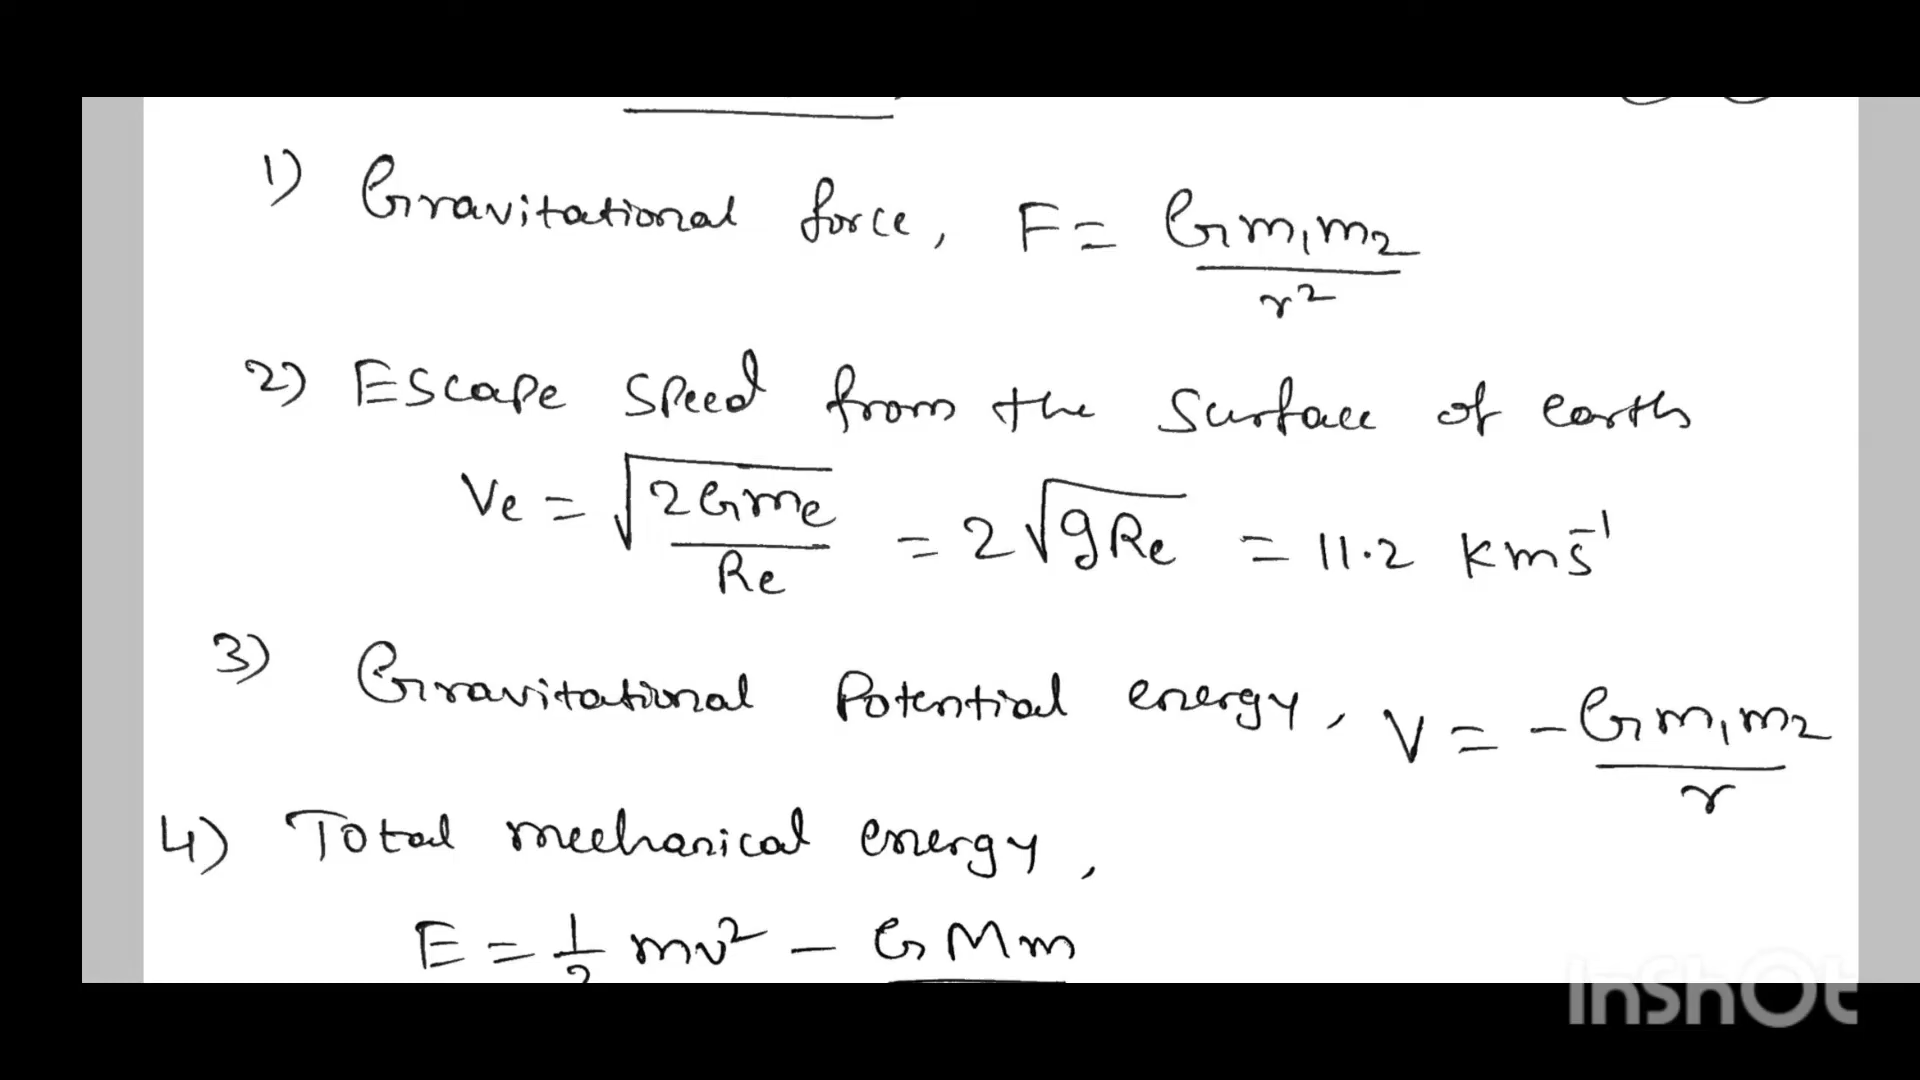 1) Gravitational force, F = Gm₁m₂/r²
2) Escape speed from the surface of earth
Ve = √(2Gme/Re) = 2√gRe = 11.2 kms⁻¹
3) Gravitational Potential energy, V = -Gm₁m₂/r
4) Total mechanical energy,
E = 1/2 mv² - GMm
InShOt